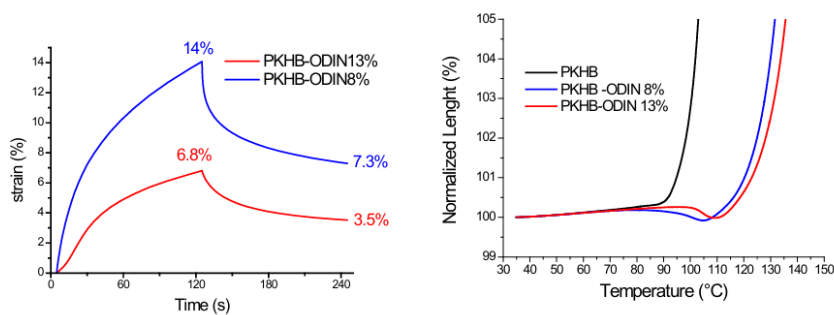 14%
PKHB-ODIN13%
PKHB-ODIN8%
6.8%
7.3%
3.5%
strain (%)
14
12
10
8
6
4
2
0
0 60 120 180 240
Time (s)
105
104
103
102
101
100
99
Normalized Lenght (%)
PKHB
PKHB -ODIN 8%
PKHB-ODIN 13%
30 40 50 60 70 80 90 100 110 120 130 140 150
Temperature (°C)